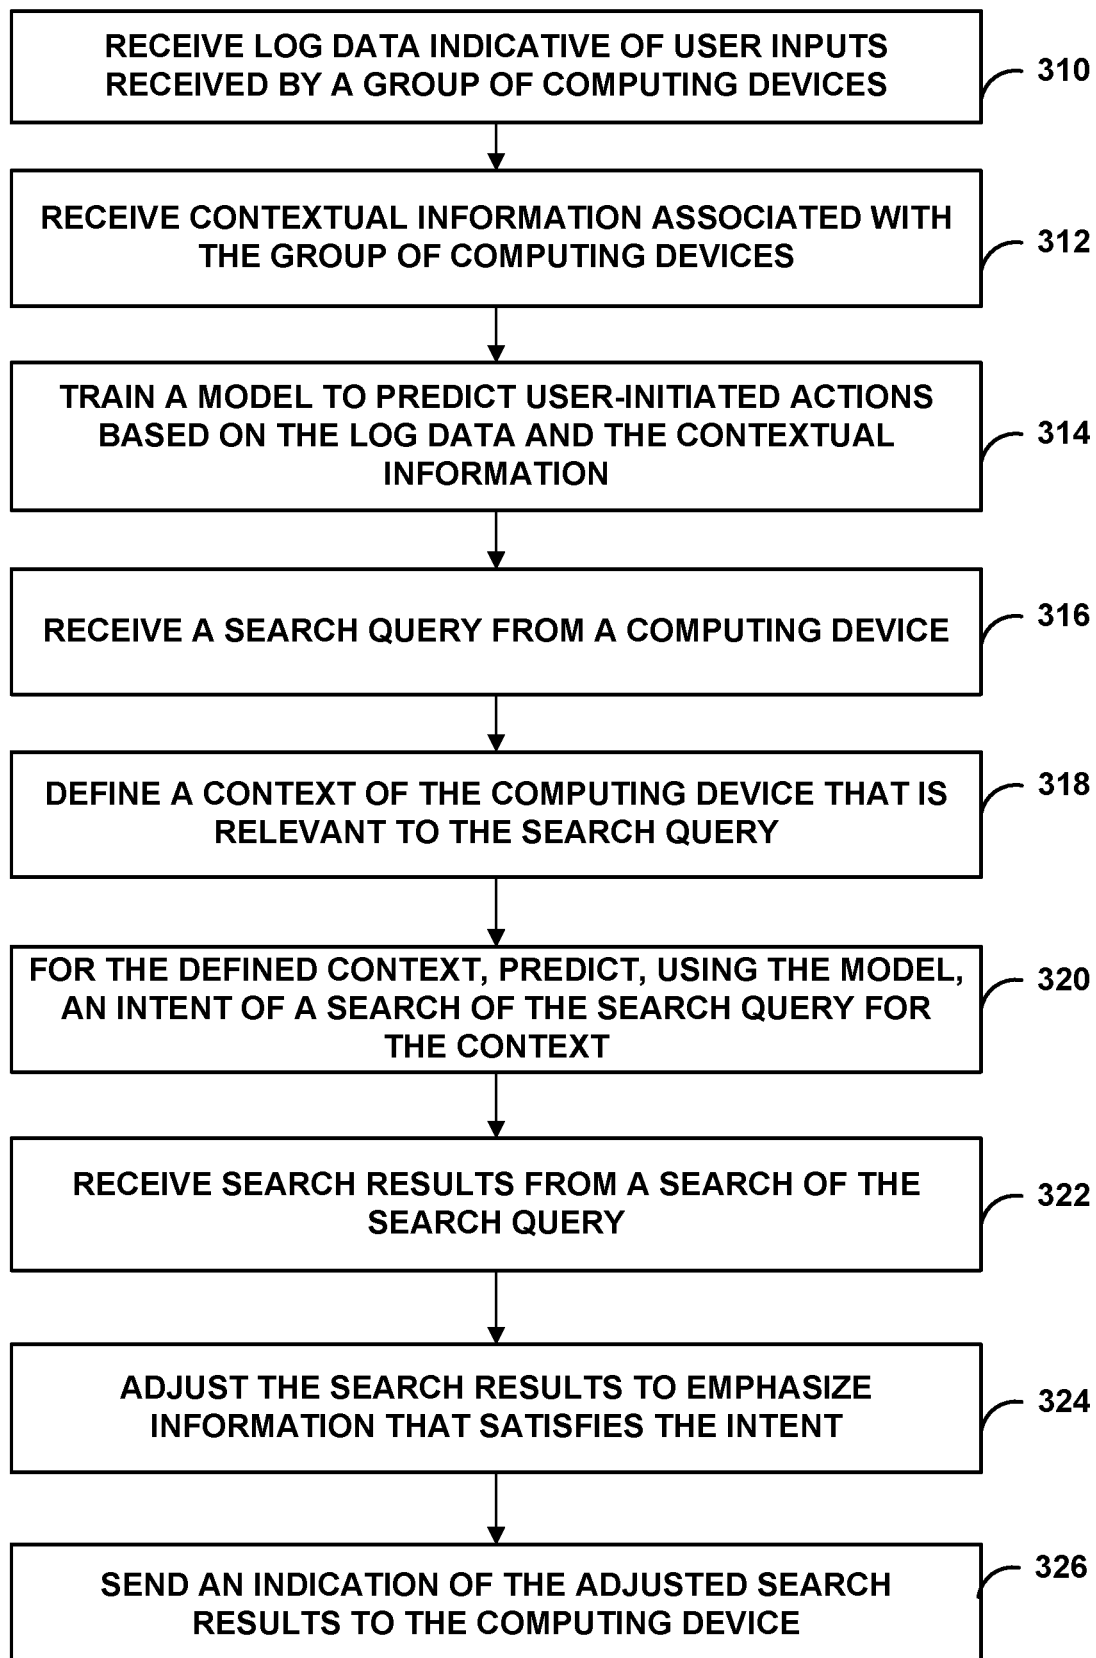 RECEIVE LOG DATA INDICATIVE OF USER INPUTS
RECEIVED BY A GROUP OF COMPUTING DEVICES
310
RECEIVE CONTEXTUAL INFORMATION ASSOCIATED WITH
THE GROUP OF COMPUTING DEVICES
312
TRAIN A MODEL TO PREDICT USER-INITIATED ACTIONS
BASED ON THE LOG DATA AND THE CONTEXTUAL
INFORMATION
314
RECEIVE A SEARCH QUERY FROM A COMPUTING DEVICE
316
DEFINE A CONTEXT OF THE COMPUTING DEVICE THAT IS
RELEVANT TO THE SEARCH QUERY
318
FOR THE DEFINED CONTEXT, PREDICT, USING THE MODEL,
AN INTENT OF A SEARCH OF THE SEARCH QUERY FOR
THE CONTEXT
320
RECEIVE SEARCH RESULTS FROM A SEARCH OF THE
SEARCH QUERY
322
ADJUST THE SEARCH RESULTS TO EMPHASIZE
INFORMATION THAT SATISFIES THE INTENT
324
SEND AN INDICATION OF THE ADJUSTED SEARCH
RESULTS TO THE COMPUTING DEVICE
326